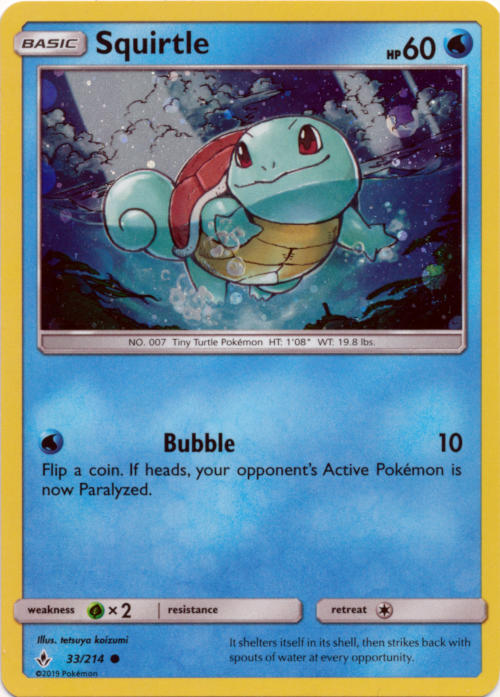 BASIC Squirtle HP 60
NO. 007 Tiny Turtle Pokémon HT: 1'08" WT: 19.8 lbs.
Bubble 10
Flip a coin. If heads, your opponent's Active Pokémon is
now Paralyzed.
weakness ×2 resistance retreat
Illus. tetsuya koizumi
33/214
©2019 Pokémon
It shelters itself in its shell, then strikes back with
spouts of water at every opportunity.